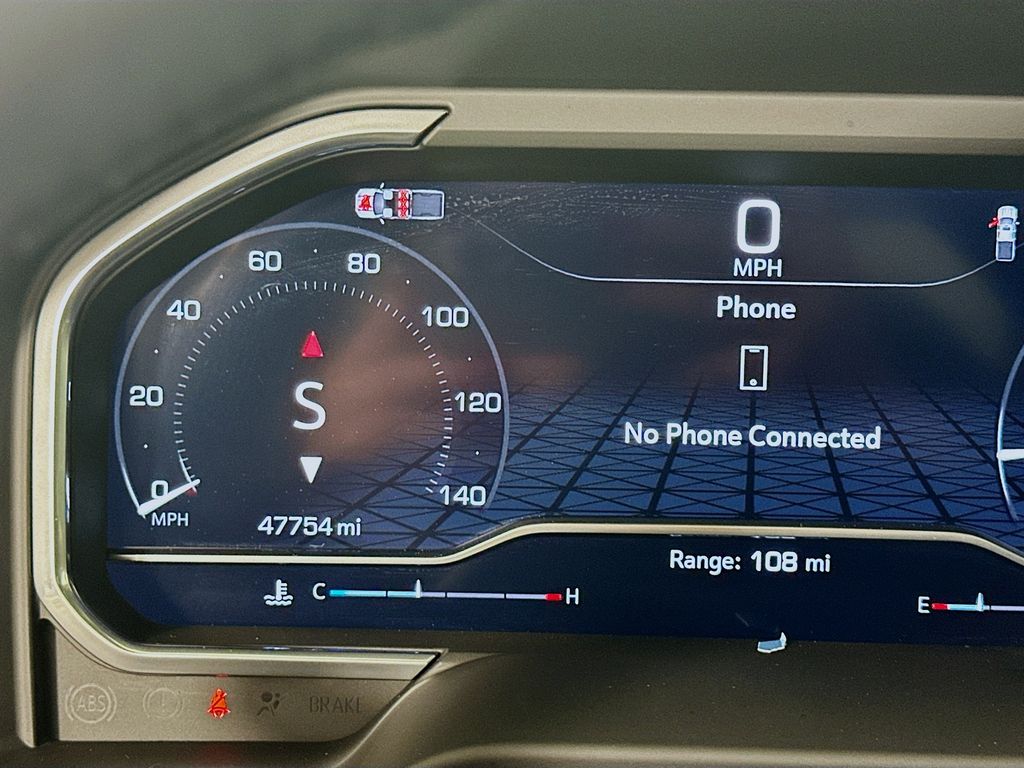 0
MPH
Phone
No Phone Connected
60
80
40
100
20
120
0
140
MPH
S
47754 mi
Range: 108 mi
C
H
E
ABS
BRAKE